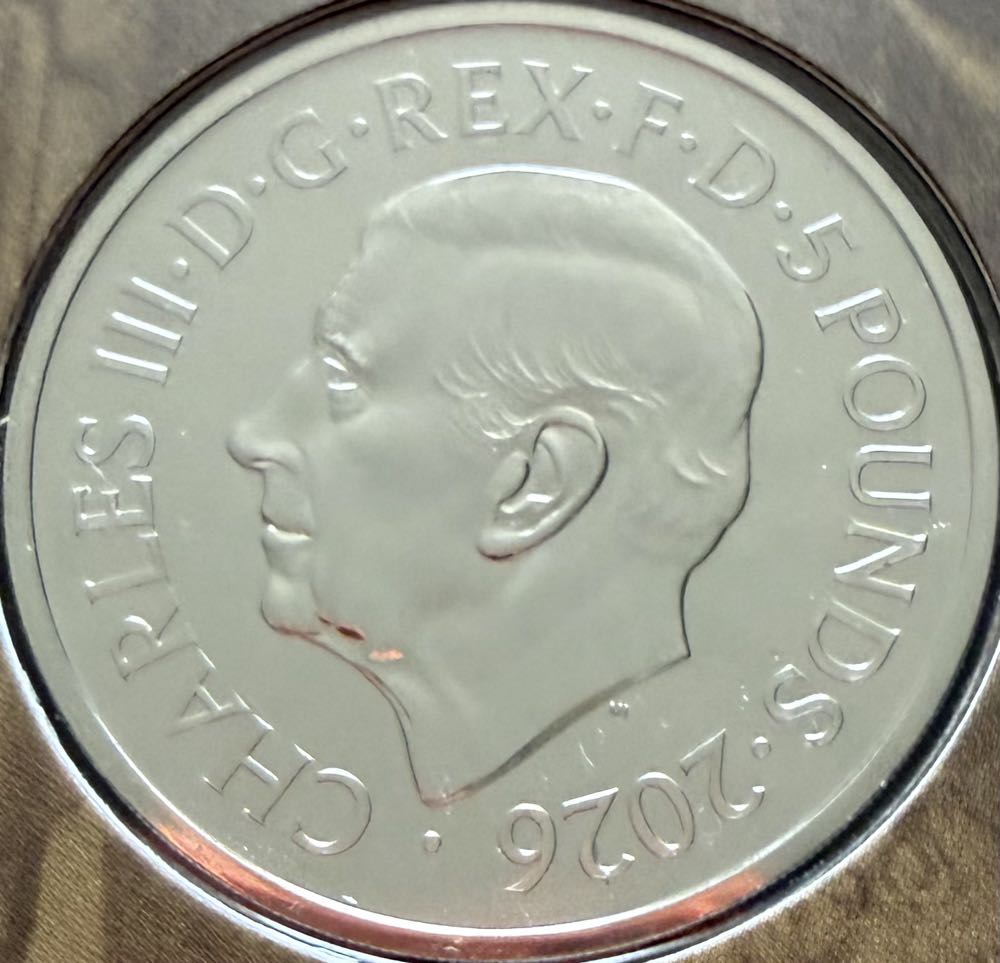 CHARLES III · D · G · REX · F · D · 5 POUNDS · 2026 ·